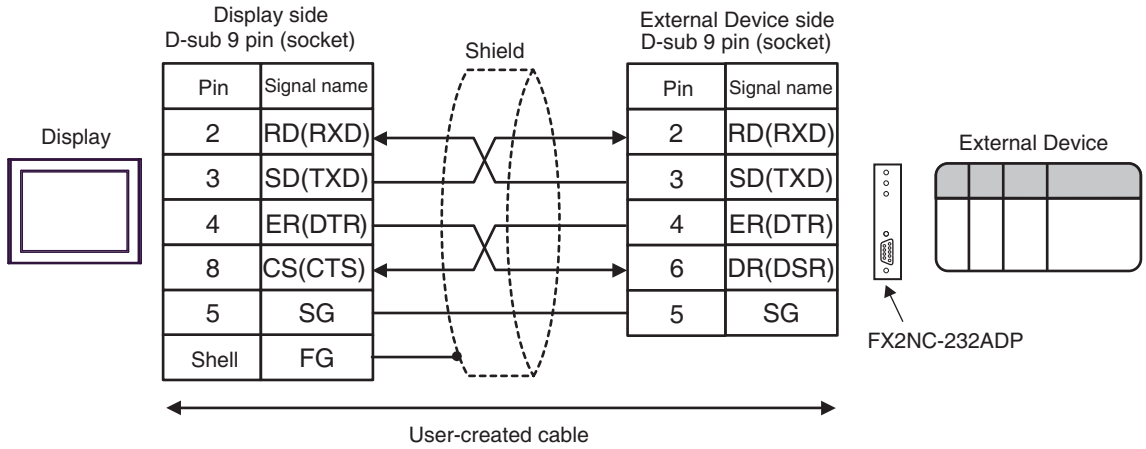 Display side
D-sub 9 pin (socket)
Shield
External Device side
D-sub 9 pin (socket)
Pin Signal name
2 RD(RXD)
3 SD(TXD)
4 ER(DTR)
8 CS(CTS)
5 SG
Shell FG
Pin Signal name
2 RD(RXD)
3 SD(TXD)
4 ER(DTR)
6 DR(DSR)
5 SG
Display
External Device
FX2NC-232ADP
User-created cable